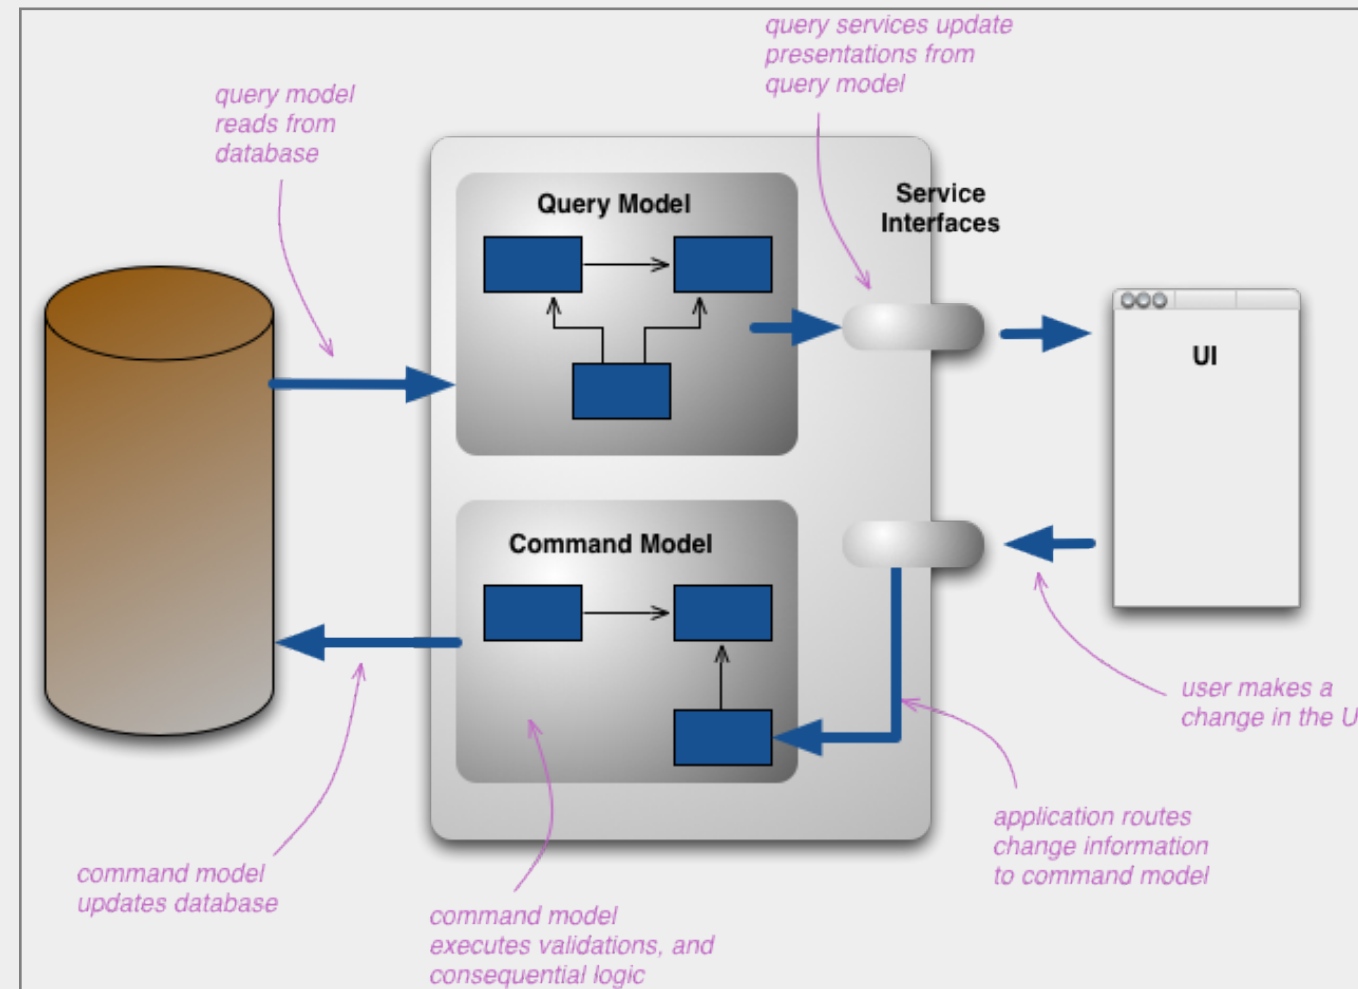 query services update
presentations from
query model
query model
reads from
database
Query Model
Service
Interfaces
UI
Command Model
user makes a
change in the U
application routes
change information
to command model
command model
updates database
command model
executes validations, and
consequential logic